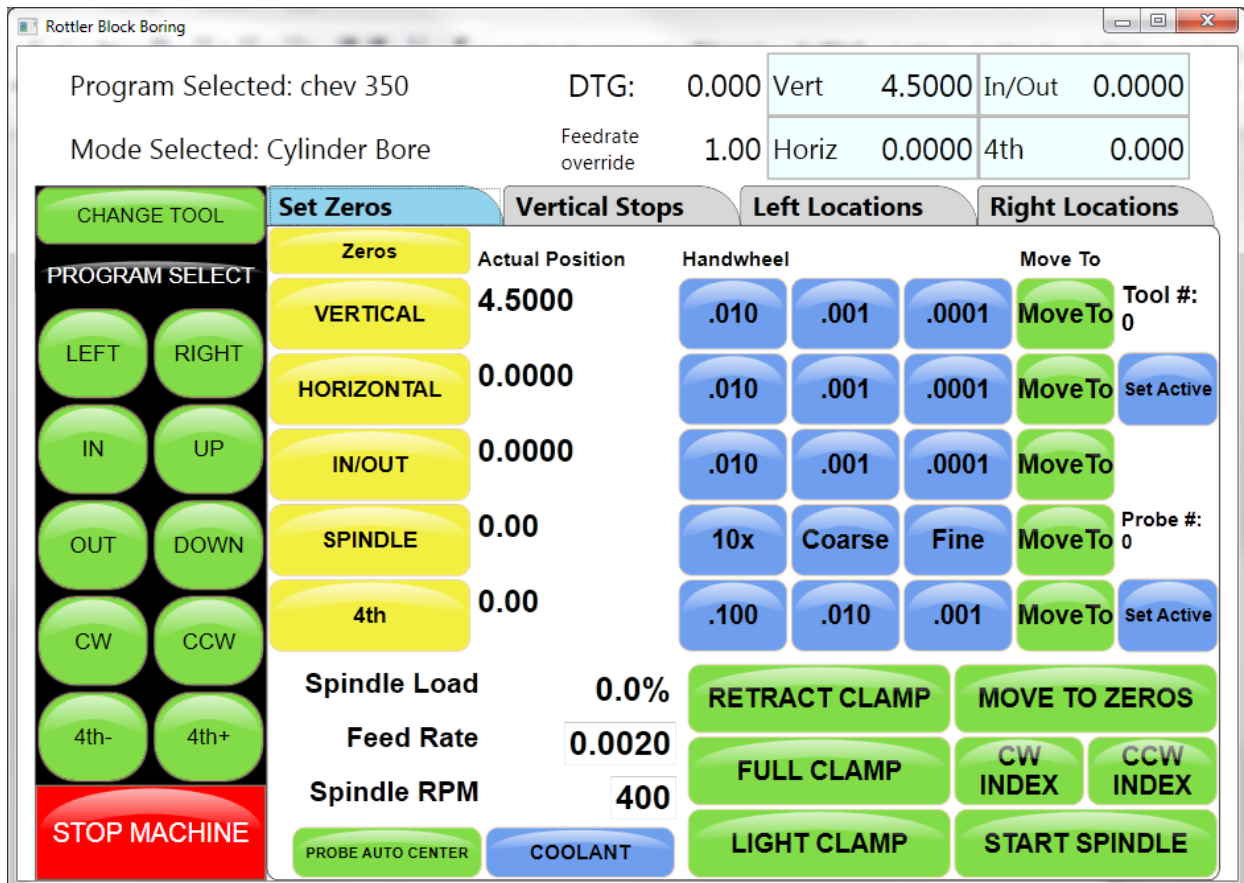 Rottler Block Boring
Program Selected: chev 350 DTG: 0.000 Vert 4.5000 In/Out 0.0000
Mode Selected: Cylinder Bore Feedrate override 1.00 Horiz 0.0000 4th 0.000
CHANGE TOOL Set Zeros Vertical Stops Left Locations Right Locations
Zeros Actual Position Handwheel Move To
PROGRAM SELECT
VERTICAL 4.5000 .010 .001 .0001 MoveTo Tool #: 0
LEFT RIGHT
HORIZONTAL 0.0000 .010 .001 .0001 MoveTo Set Active
IN UP
IN/OUT 0.0000 .010 .001 .0001 MoveTo
OUT DOWN
SPINDLE 0.00 10x Coarse Fine MoveTo Probe #: 0
CW CCW
4th 0.00 .100 .010 .001 MoveTo Set Active
4th- 4th+
Spindle Load 0.0% RETRACT CLAMP MOVE TO ZEROS
Feed Rate 0.0020 FULL CLAMP CW INDEX CCW INDEX
Spindle RPM 400
STOP MACHINE PROBE AUTO CENTER COOLANT LIGHT CLAMP START SPINDLE